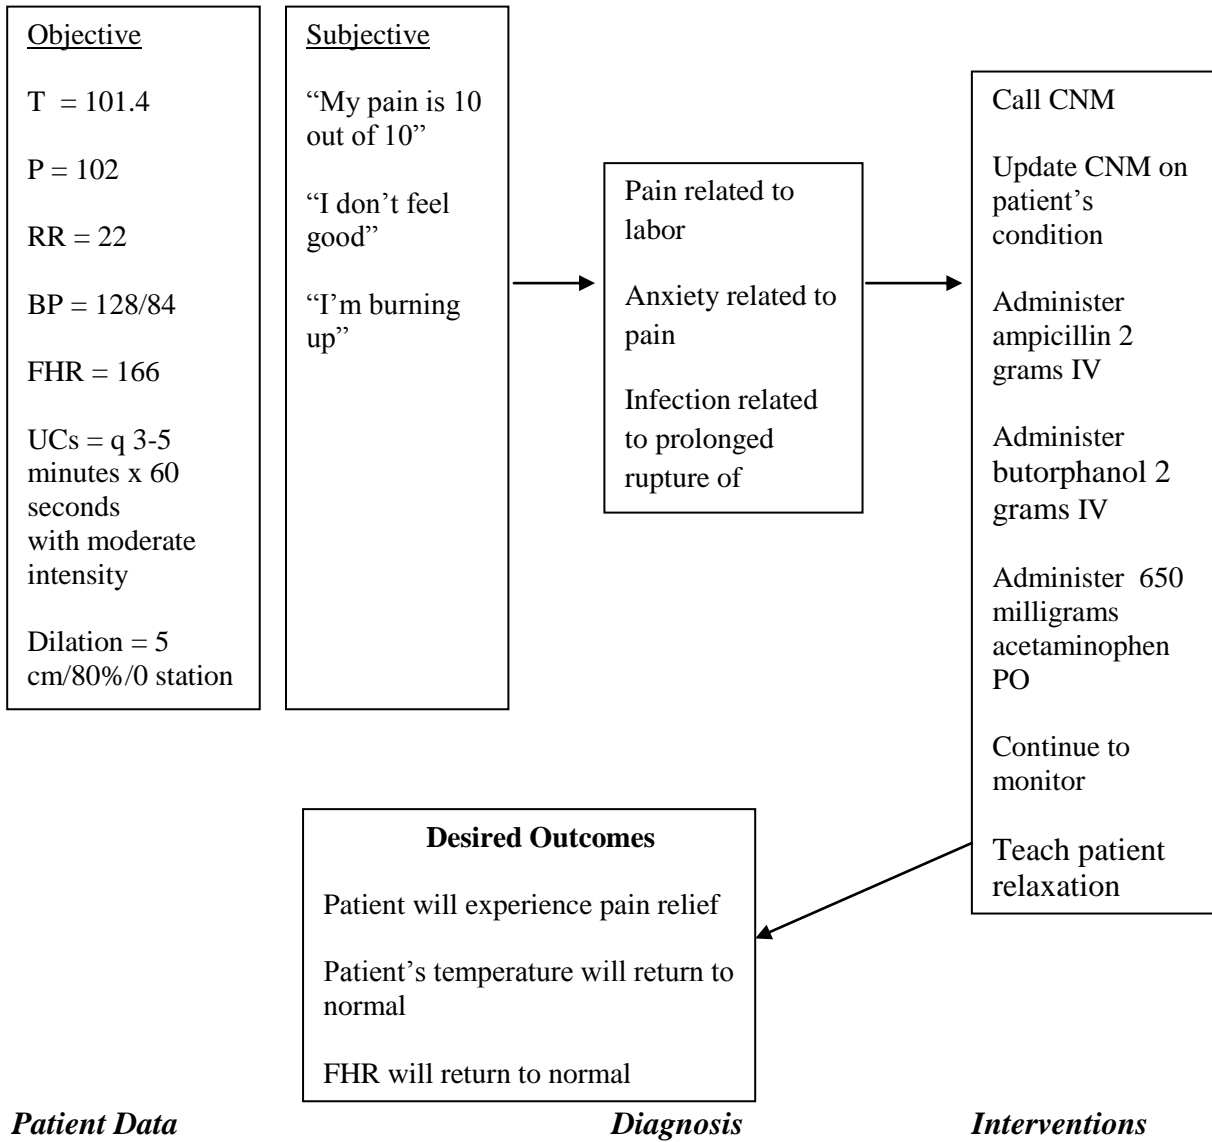 Objective
T = 101.4
P = 102
RR = 22
BP = 128/84
FHR = 166
UCs = q 3-5
minutes x 60
seconds
with moderate
intensity
Dilation = 5
cm/80%/0 station
Subjective
“My pain is 10
out of 10”
“I don’t feel
good”
“I’m burning
up”
Pain related to
labor
Anxiety related to
pain
Infection related
to prolonged
rupture of
Call CNM
Update CNM on
patient’s
condition
Administer
ampicillin 2
grams IV
Administer
butorphanol 2
grams IV
Administer 650
milligrams
acetaminophen
PO
Continue to
monitor
Teach patient
relaxation
Desired Outcomes
Patient will experience pain relief
Patient’s temperature will return to
normal
FHR will return to normal
Patient Data
Diagnosis
Interventions